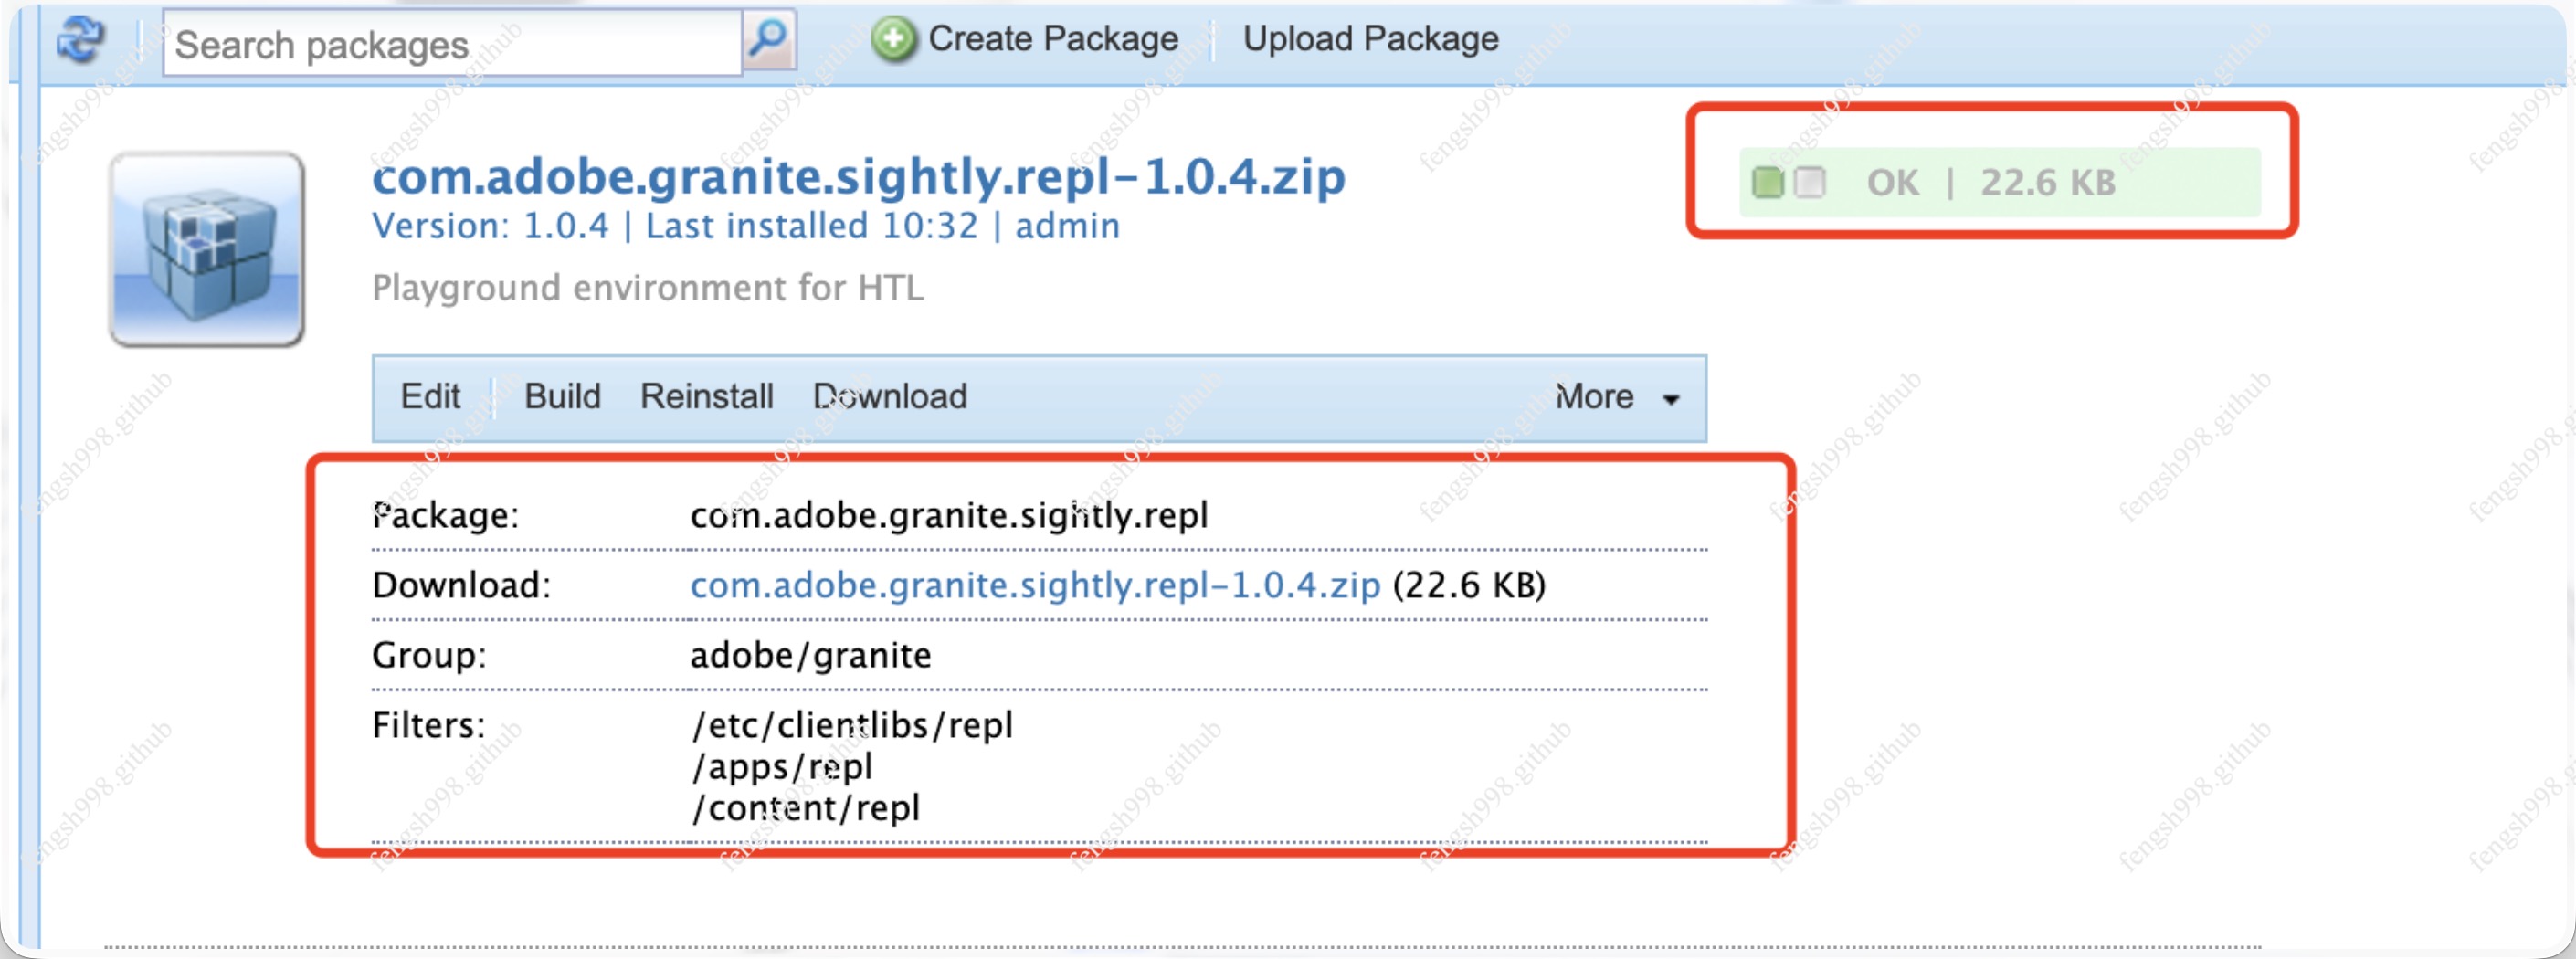 Search packages
Create Package
Upload Package
com.adobe.granite.sightly.repl-1.0.4.zip
OK | 22.6 KB
Version: 1.0.4 | Last installed 10:32 | admin
Playground environment for HTL
Edit Build Reinstall Download More
Package: com.adobe.granite.sightly.repl
Download: com.adobe.granite.sightly.repl-1.0.4.zip (22.6 KB)
Group: adobe/granite
Filters: /etc/clientlibs/repl
/apps/repl
/content/repl
fengsh998.github